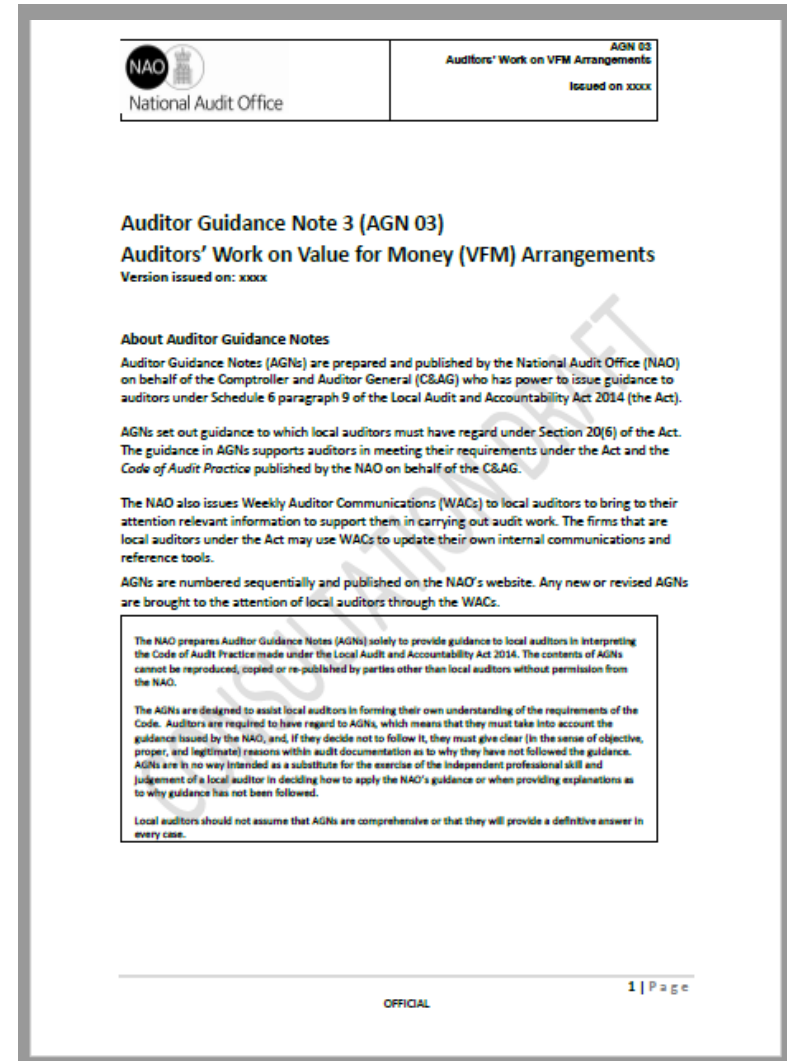 NAO
National Audit Office
AGN 03
Auditors' Work on VFM Arrangements
Issued on xxxx
Auditor Guidance Note 3 (AGN 03)
Auditors' Work on Value for Money (VFM) Arrangements
Version issued on: xxxx
About Auditor Guidance Notes
Auditor Guidance Notes (AGNs) are prepared and published by the National Audit Office (NAO)
on behalf of the Comptroller and Auditor General (C&AG) who has power to issue guidance to
auditors under Schedule 6 paragraph 9 of the Local Audit and Accountability Act 2014 (the Act).
AGNs set out guidance to which local auditors must have regard under Section 20(6) of the Act.
The guidance in AGNs supports auditors in meeting their requirements under the Act and the
Code of Audit Practice published by the NAO on behalf of the C&AG.
The NAO also issues Weekly Auditor Communications (WACs) to local auditors to bring to their
attention relevant information to support them in carrying out audit work. The firms that are
local auditors under the Act may use WACs to update their own internal communications and
reference tools.
AGNs are numbered sequentially and published on the NAO's website. Any new or revised AGNs
are brought to the attention of local auditors through the WACs.
The NAO prepares Auditor Guidance Notes (AGNs) solely to provide guidance to local auditors in interpreting
the Code of Audit Practice made under the Local Audit and Accountability Act 2014. The contents of AGNs
cannot be reproduced, copied or re-published by parties other than local auditors without permission from
the NAO.
The AGNs are designed to assist local auditors in forming their own understanding of the requirements of the
Code. Auditors are required to have regard to AGNs, which means that they must take into account the
guidance issued by the NAO, and, if they decide not to follow it, they must give clear (in the sense of objective,
proper, and legitimate) reasons within audit documentation as to why they have not followed the guidance.
AGNs are in no way intended as a substitute for the exercise of the independent professional skill and
judgement of a local auditor in deciding how to apply the NAO's guidance or when providing explanations as
to why guidance has not been followed.
Local auditors should not assume that AGNs are comprehensive or that they will provide a definitive answer in
every case.
CONSULTATION DRAFT
1 | Page
OFFICIAL